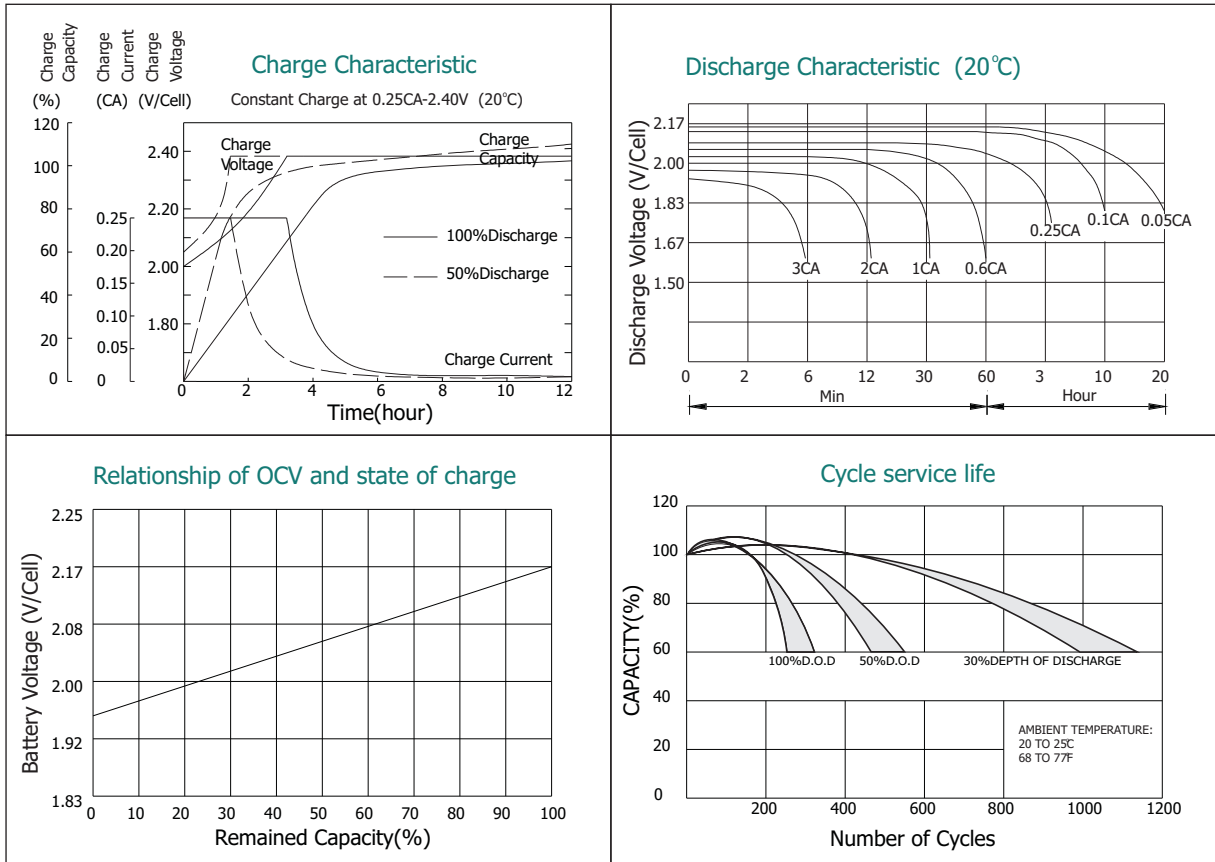 Charge
Capacity
Charge
Current
Charge
Voltage
(%)
(CA)
(V/Cell)
Charge Characteristic
Constant Charge at 0.25CA-2.40V (20°C)
120
100
80
60
40
20
0
0.25
0.20
0.15
0.10
0.05
0
2.40
2.20
2.00
1.80
Charge
Voltage
Charge
Capacity
100%Discharge
50%Discharge
Charge Current
0 2 4 6 8 10 12
Time(hour)
Discharge Characteristic (20°C)
Discharge Voltage (V/Cell)
2.17
2.00
1.83
1.67
1.50
3CA
2CA
1CA
0.6CA
0.25CA
0.1CA
0.05CA
0 2 6 12 30 60 3 10 20
Min
Hour
Relationship of OCV and state of charge
Battery Voltage (V/Cell)
2.25
2.17
2.08
2.00
1.92
1.83
0 10 20 30 40 50 60 70 80 90 100
Remained Capacity(%)
Cycle service life
CAPACITY(%)
120
100
80
60
40
20
0
100%D.O.D
50%D.O.D
30%DEPTH OF DISCHARGE
AMBIENT TEMPERATURE:
20 TO 25°C
68 TO 77°F
200 400 600 800 1000 1200
Number of Cycles